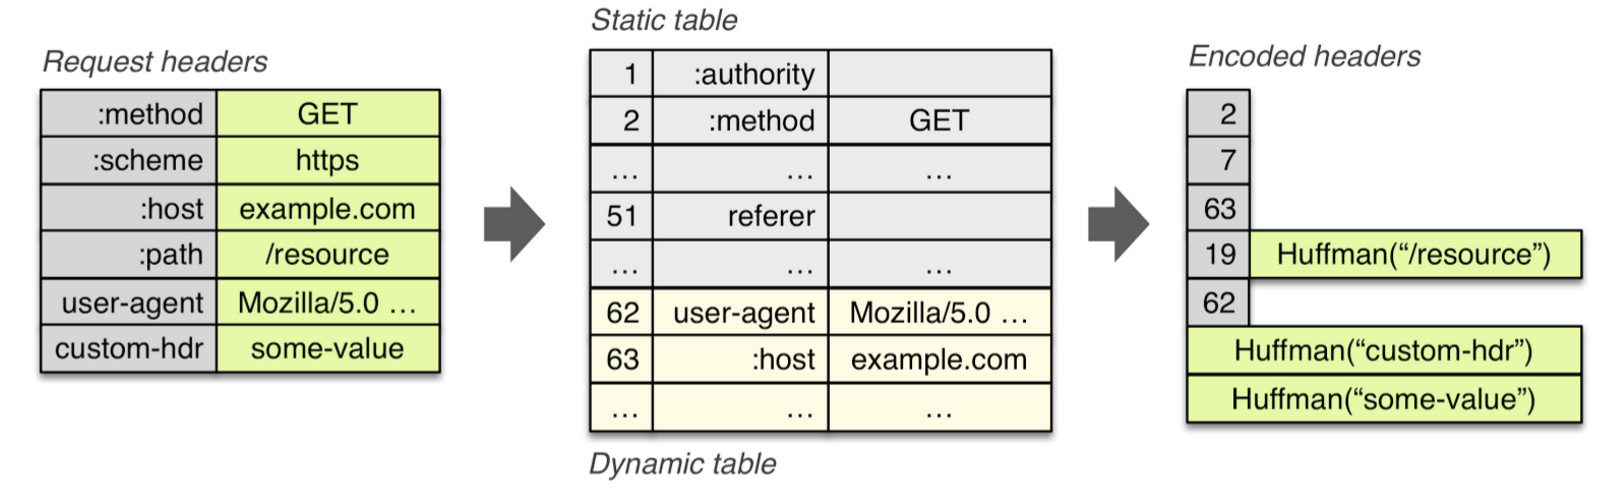 Request headers
:method GET
:scheme https
:host example.com
:path /resource
user-agent Mozilla/5.0 …
custom-hdr some-value
Static table
1 :authority
2 :method GET
… … …
51 referer
… … …
62 user-agent Mozilla/5.0 …
63 :host example.com
… … …
Dynamic table
Encoded headers
2
7
63
19 Huffman(“/resource”)
62
Huffman(“custom-hdr”)
Huffman(“some-value”)